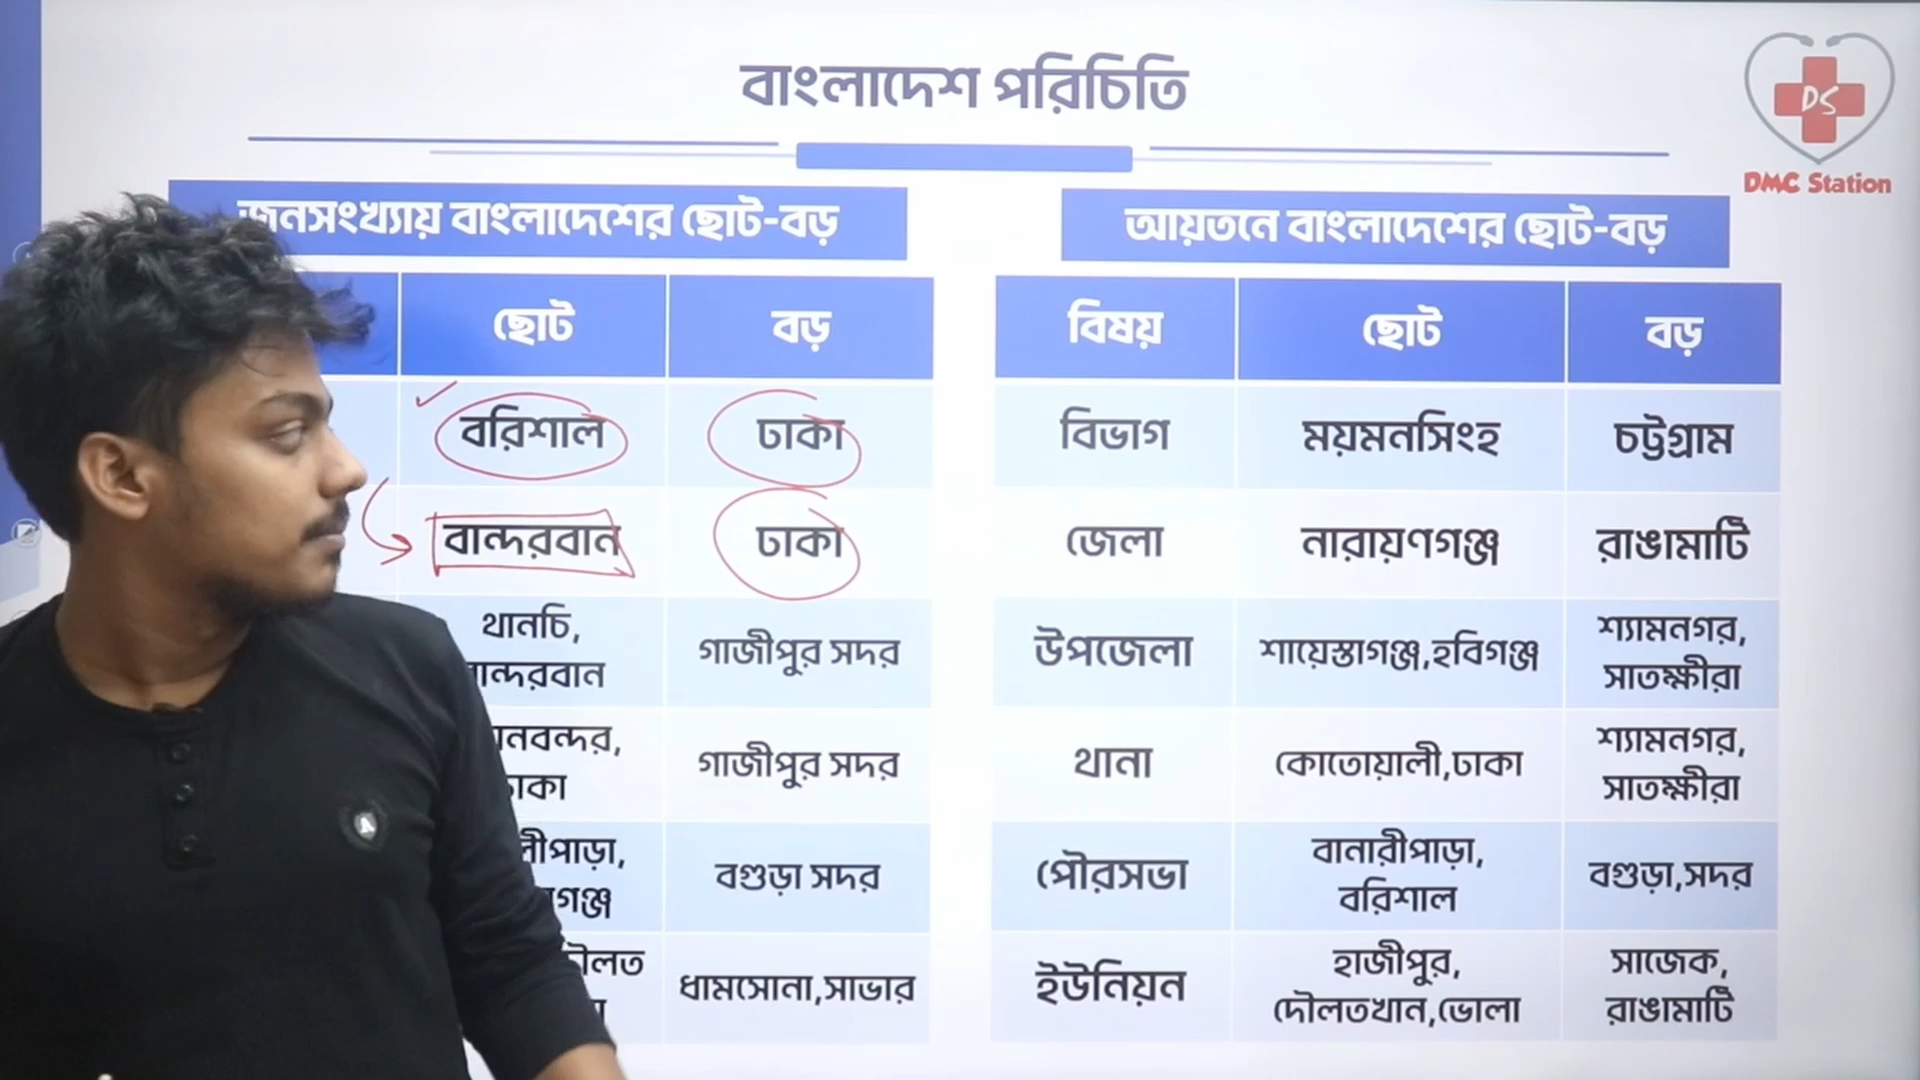 বাংলাদেশ পরিচিতি
DS
DMC Station
জনসংখ্যায় বাংলাদেশের ছোট-বড়
ছোট
বড়
বরিশাল
ঢাকা
বান্দরবান
ঢাকা
থানচি,
বান্দরবান
গাজীপুর সদর
গাজীপুর সদর
বগুড়া সদর
ধামসোনা,সাভার
আয়তনে বাংলাদেশের ছোট-বড়
বিষয়
ছোট
বড়
বিভাগ
ময়মনসিংহ
চট্টগ্রাম
জেলা
নারায়ণগঞ্জ
রাঙামাটি
উপজেলা
শায়েস্তাগঞ্জ,হবিগঞ্জ
শ্যামনগর,
সাতক্ষীরা
থানা
কোতোয়ালী,ঢাকা
শ্যামনগর,
সাতক্ষীরা
পৌরসভা
বানারীপাড়া,
বরিশাল
বগুড়া,সদর
ইউনিয়ন
হাজীপুর,
দৌলতখান,ভোলা
সাজেক,
রাঙামাটি